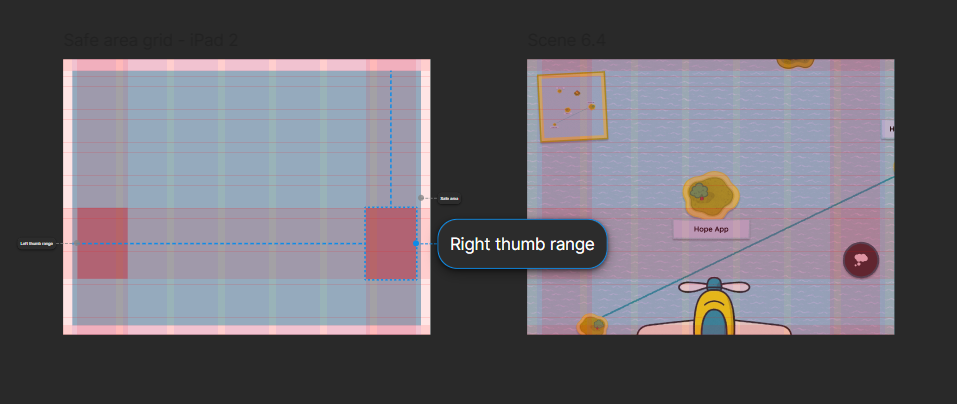 Safe area grid - iPad 2
Scene 6.4
H
Safe area
Hope App
Left thumb range
Right thumb range